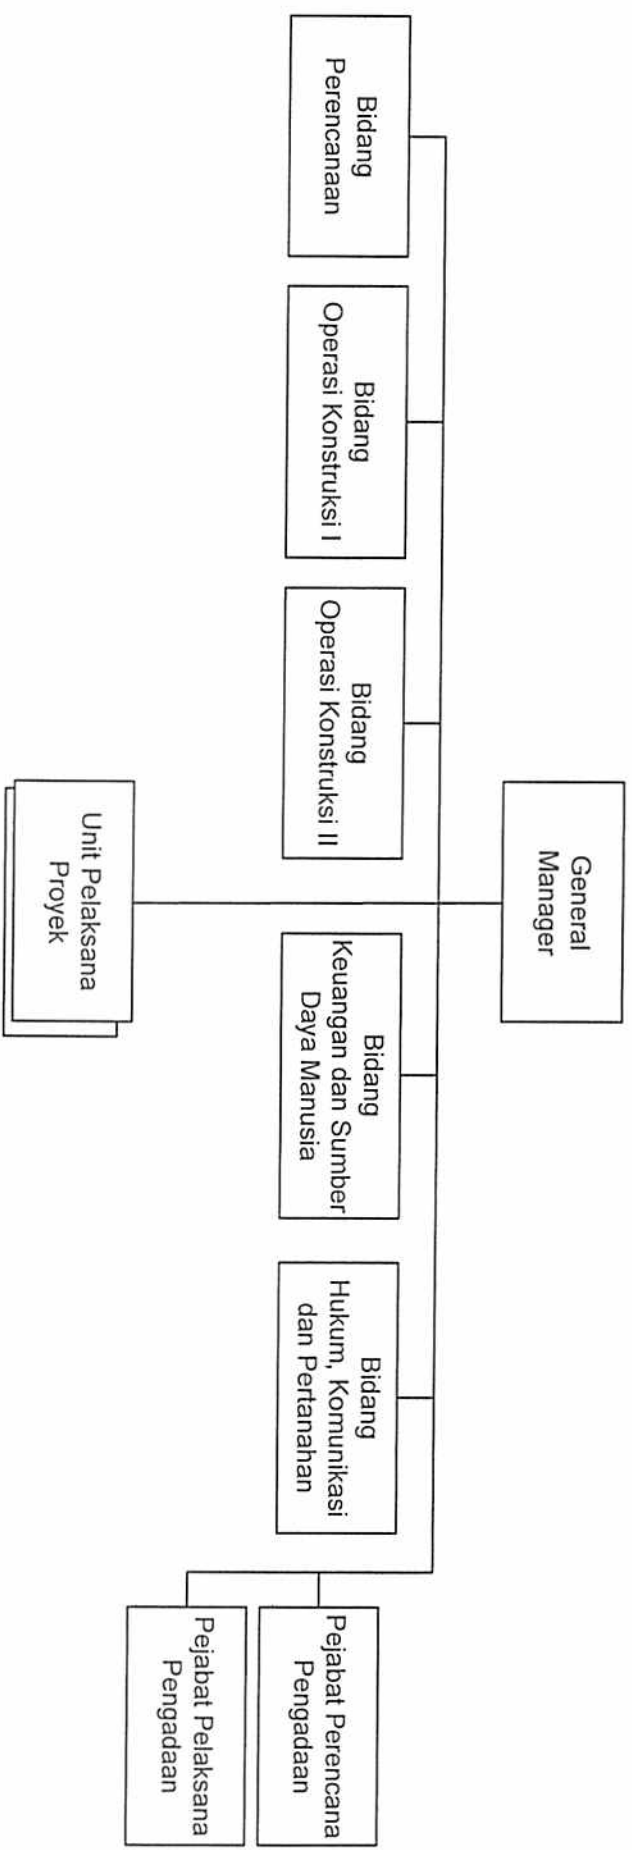 General
Manager
Bidang
Perencanaan
Bidang
Operasi Konstruksi I
Bidang
Operasi Konstruksi II
Bidang
Keuangan dan Sumber
Daya Manusia
Bidang
Hukum, Komunikasi
dan Pertanahan
Pejabat Perencana
Pengadaan
Pejabat Pelaksana
Pengadaan
Unit Pelaksana
Proyek